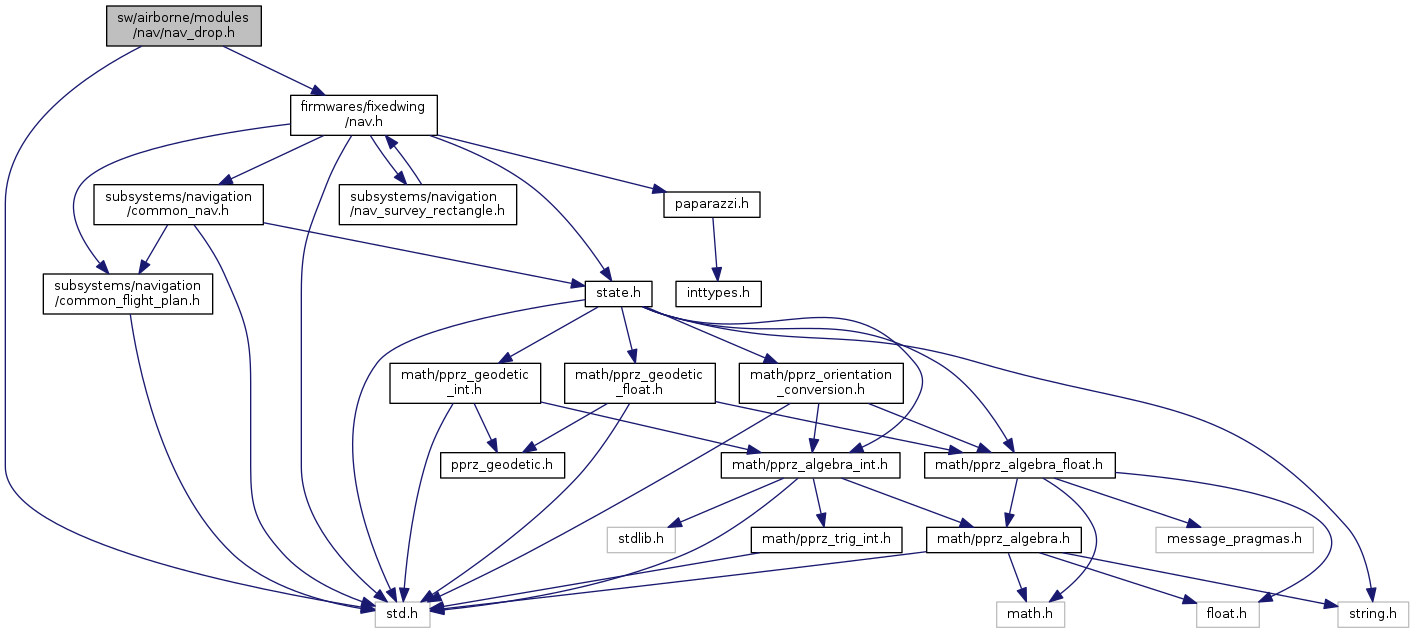 sw/airborne/modules
/nav/nav_drop.h
firmwares/fixedwing
/nav.h
subsystems/navigation
/common_nav.h
subsystems/navigation
/nav_survey_rectangle.h
paparazzi.h
subsystems/navigation
/common_flight_plan.h
state.h
inttypes.h
math/pprz_geodetic
_int.h
math/pprz_geodetic
_float.h
math/pprz_orientation
_conversion.h
pprz_geodetic.h
math/pprz_algebra_int.h
math/pprz_algebra_float.h
stdlib.h
math/pprz_trig_int.h
math/pprz_algebra.h
message_pragmas.h
std.h
math.h
float.h
string.h